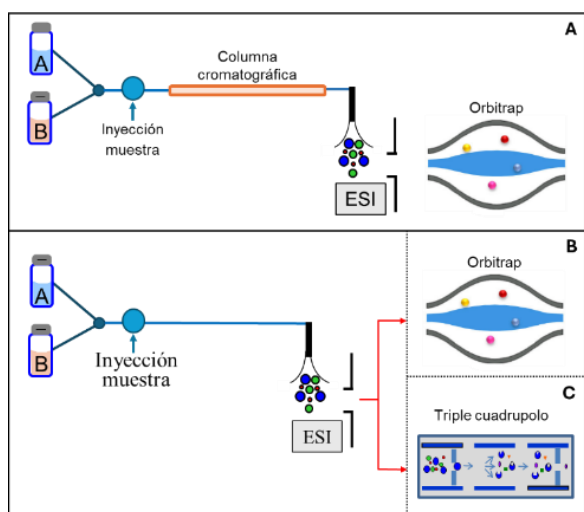 A
A
B
Columna
cromatográfica
Inyección
muestra
ESI
Orbitrap
B
A
B
Inyección
muestra
ESI
Orbitrap
C
Triple cuadrupolo